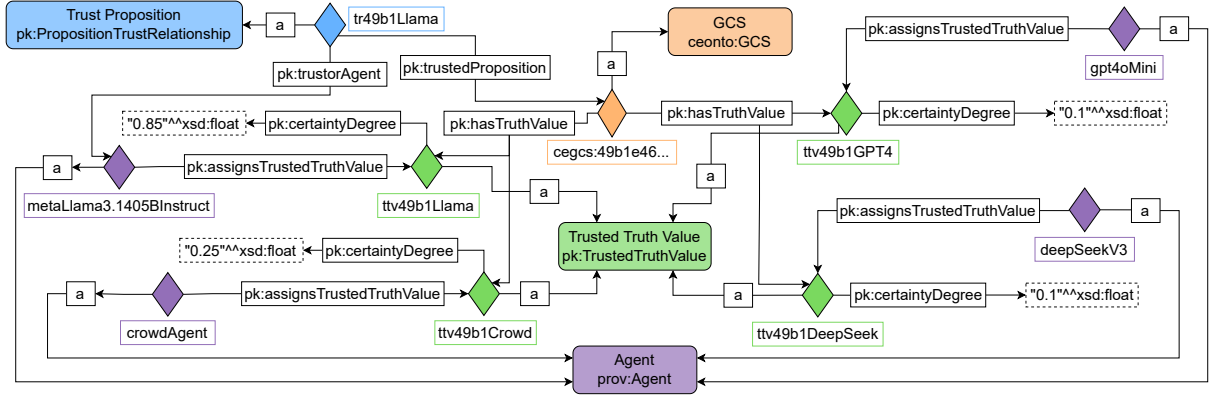 Trust Proposition
pk:PropositionTrustRelationship
a
tr49b1Llama
GCS
ceonto:GCS
pk:assignsTrustedTruthValue
a
gpt4oMini
pk:trustorAgent
pk:trustedProposition
a
"0.85"^^xsd:float
pk:certaintyDegree
pk:hasTruthValue
pk:hasTruthValue
pk:certaintyDegree
"0.1"^^xsd:float
cegcs:49b1e46...
ttv49b1GPT4
a
pk:assignsTrustedTruthValue
a
a
metaLlama3.1405BInstruct
ttv49b1Llama
pk:assignsTrustedTruthValue
a
deepSeekV3
Trusted Truth Value
pk:TrustedTruthValue
"0.25"^^xsd:float
pk:certaintyDegree
a
pk:assignsTrustedTruthValue
a
a
pk:certaintyDegree
"0.1"^^xsd:float
crowdAgent
ttv49b1Crowd
ttv49b1DeepSeek
Agent
prov:Agent